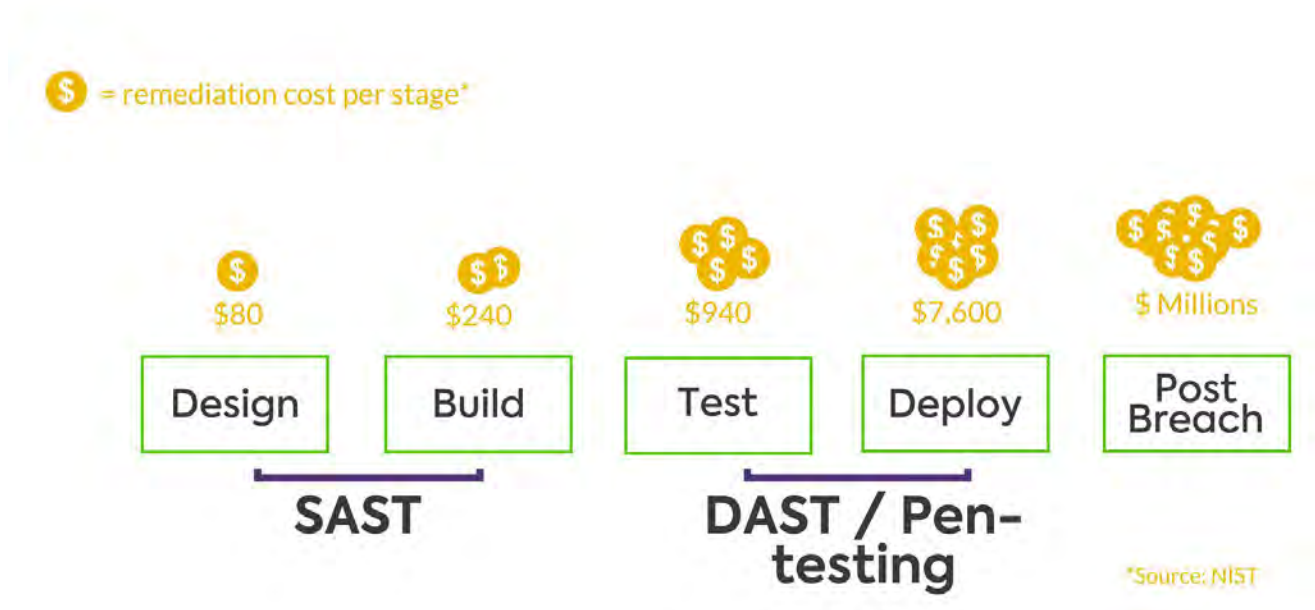 $ = remediation cost per stage*
$80
$240
$940
$7,600
$ Millions
Design
Build
Test
Deploy
Post
Breach
SAST
DAST / Pen-
testing
*Source: NIST